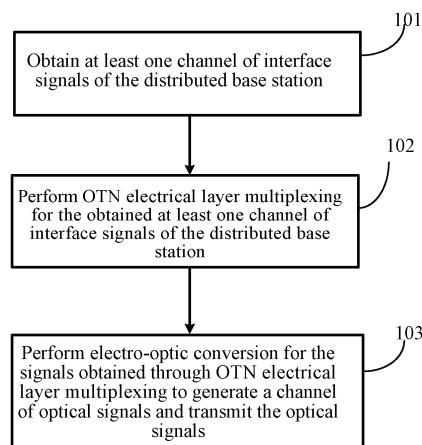 101
Obtain at least one channel of interface
signals of the distributed base station
102
Perform OTN electrical layer multiplexing
for the obtained at least one channel of
interface signals of the distributed base
station
103
Perform electro-optic conversion for the
signals obtained through OTN electrical
layer multiplexing to generate a channel
of optical signals and transmit the optical
signals